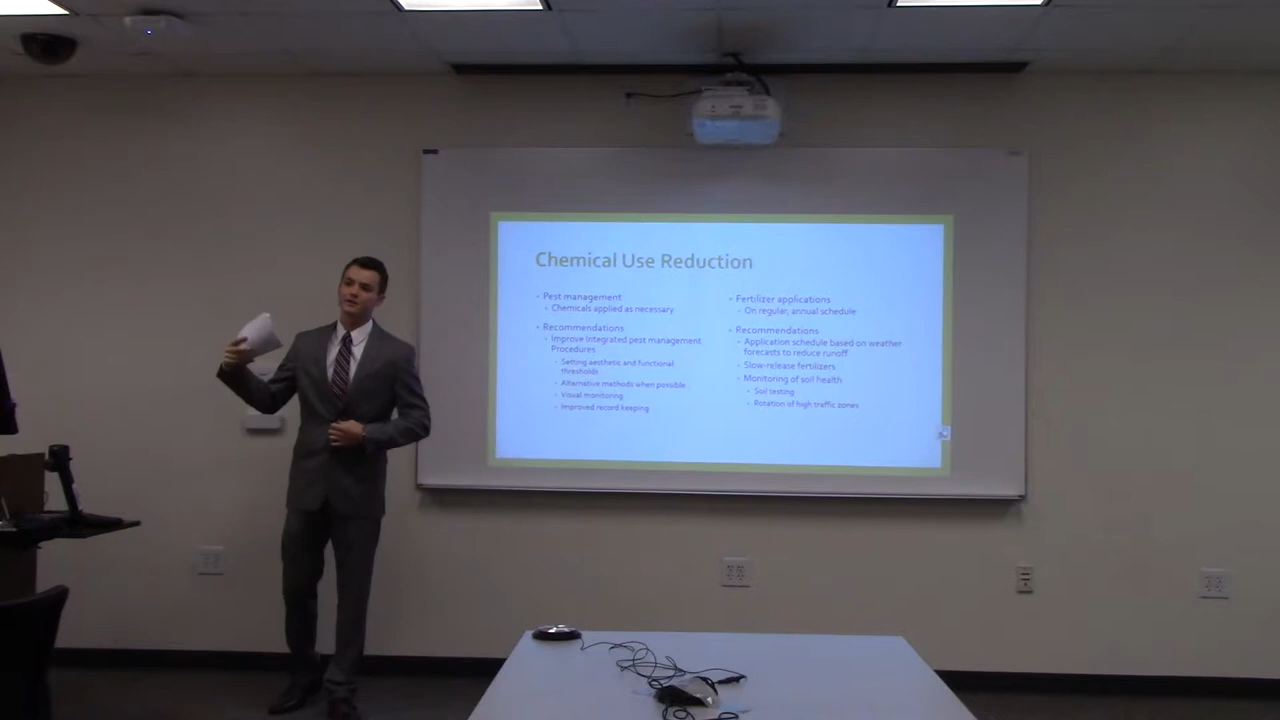 Chemical Use Reduction
Pest management
Chemicals applied as necessary
Recommendations
Improve Integrated pest management
Procedures
Setting aesthetic and functional
thresholds
Alternative methods when possible
Visual monitoring
Improved record keeping
Fertilizer applications
On regular, annual schedule
Recommendations
Application schedule based on weather
forecasts to reduce runoff
Slow-release fertilizers
Monitoring of soil health
Soil testing
Rotation of high traffic zones